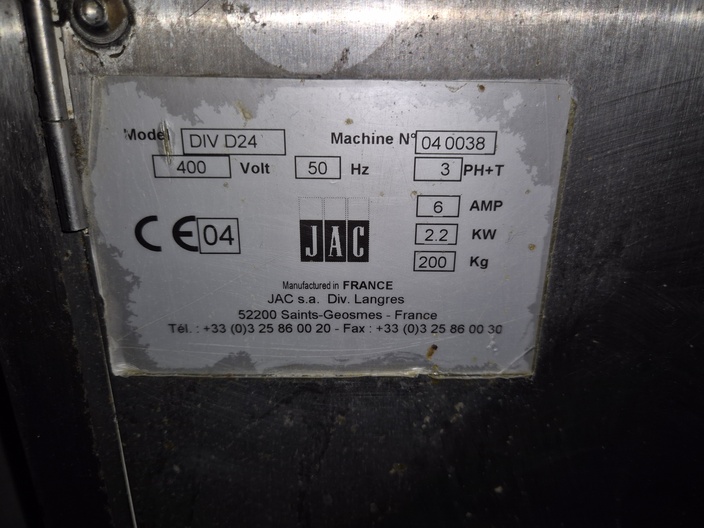 Model DIV D24 Machine N° 04 0038
400 Volt 50 Hz 3 PH+T
6 AMP
CE 04 JAC 2.2 KW
200 Kg
Manufactured in FRANCE
JAC s.a. Div. Langres
52200 Saints-Geosmes - France
Tél. : +33 (0)3 25 86 00 20 - Fax : +33 (0)3 25 86 00 30